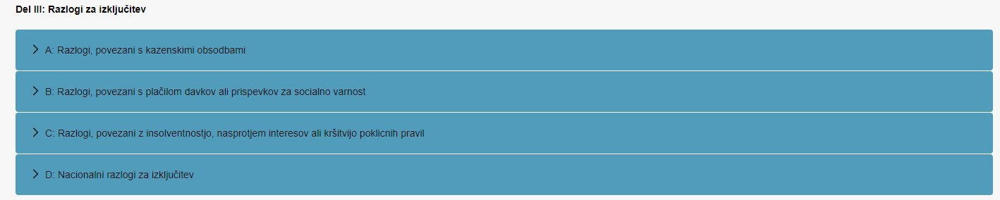 Del III: Razlogi za izključitev
A: Razlogi, povezani s kazenskimi obsodbami
B: Razlogi, povezani s plačilom davkov ali prispevkov za socialno varnost
C: Razlogi, povezani z insolventnostjo, nasprotjem interesov ali kršitvijo poklicnih pravil
D: Nacionalni razlogi za izključitev